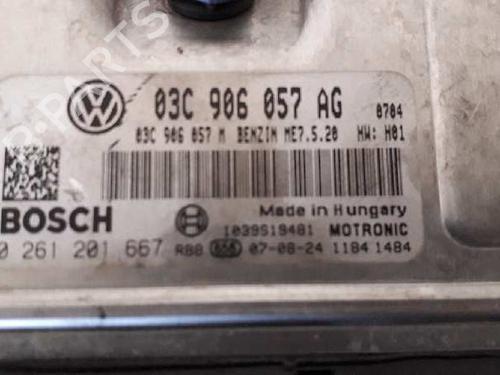 03C 906 057 AG 0704
03C 906 057 M BENZIN ME7.5.20 HW: H01
BOSCH
Made in Hungary
1039S19481 MOTRONIC
0 261 201 667 RBB 07-08-24 1184 1484